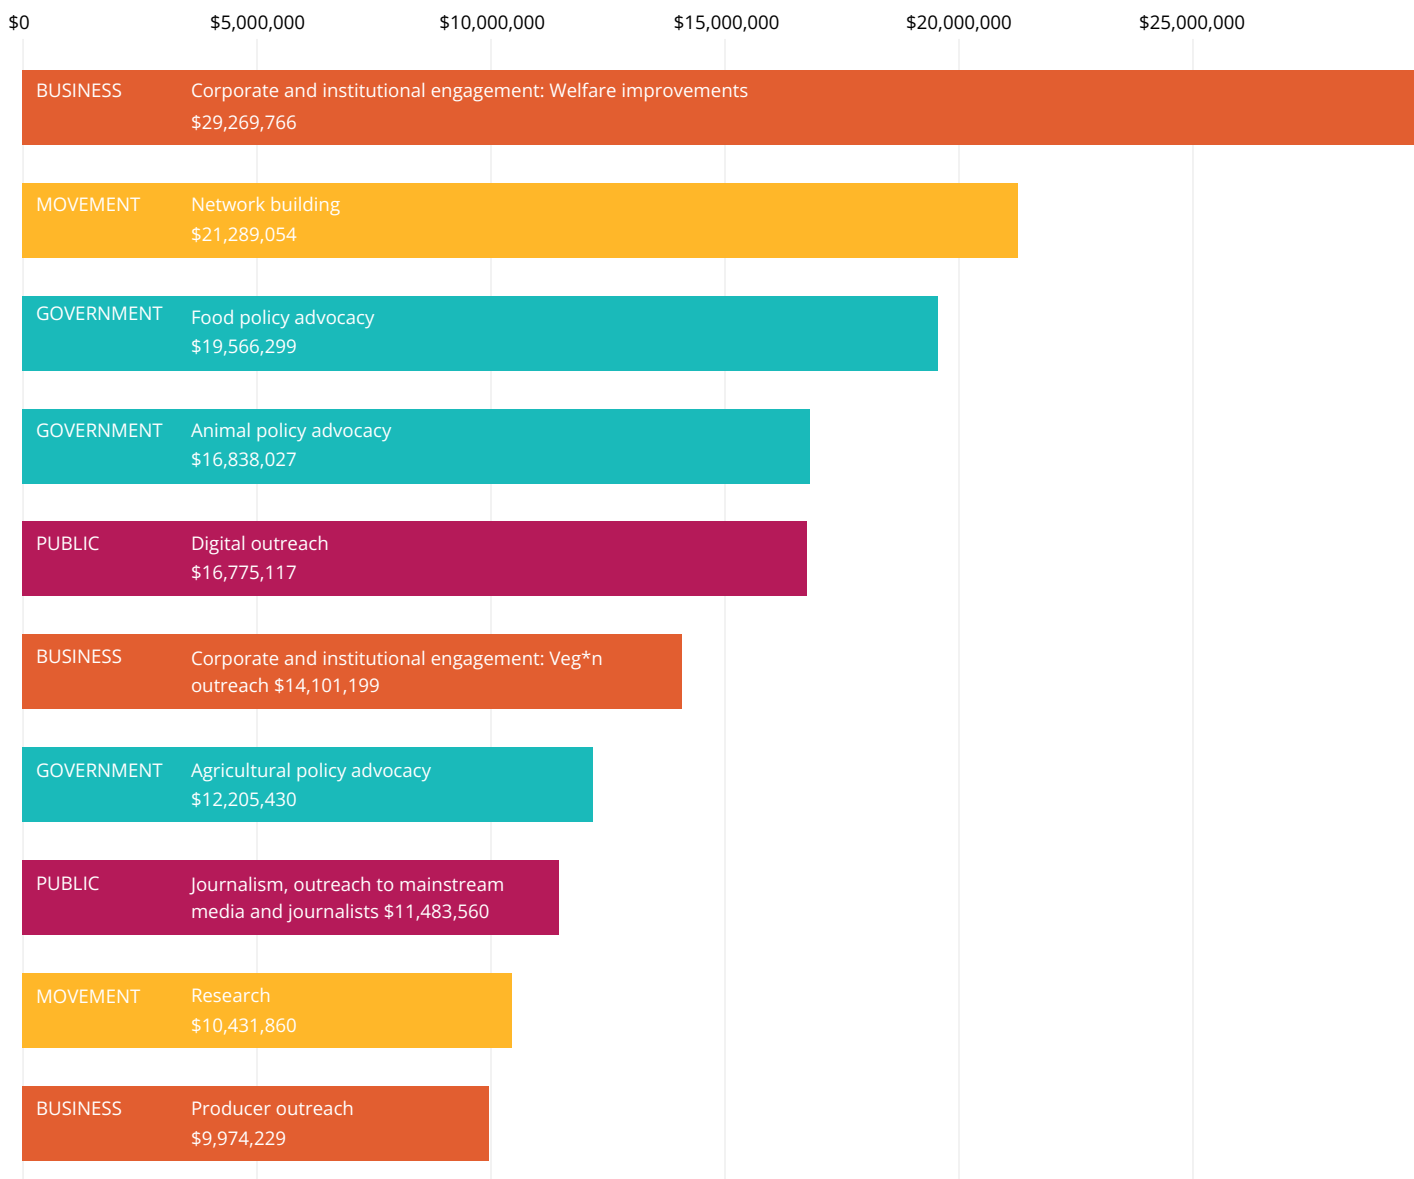 $0 $5,000,000 $10,000,000 $15,000,000 $20,000,000 $25,000,000
BUSINESS Corporate and institutional engagement: Welfare improvements
$29,269,766
MOVEMENT Network building
$21,289,054
GOVERNMENT Food policy advocacy
$19,566,299
GOVERNMENT Animal policy advocacy
$16,838,027
PUBLIC Digital outreach
$16,775,117
BUSINESS Corporate and institutional engagement: Veg*n
outreach $14,101,199
GOVERNMENT Agricultural policy advocacy
$12,205,430
PUBLIC Journalism, outreach to mainstream
media and journalists $11,483,560
MOVEMENT Research
$10,431,860
BUSINESS Producer outreach
$9,974,229